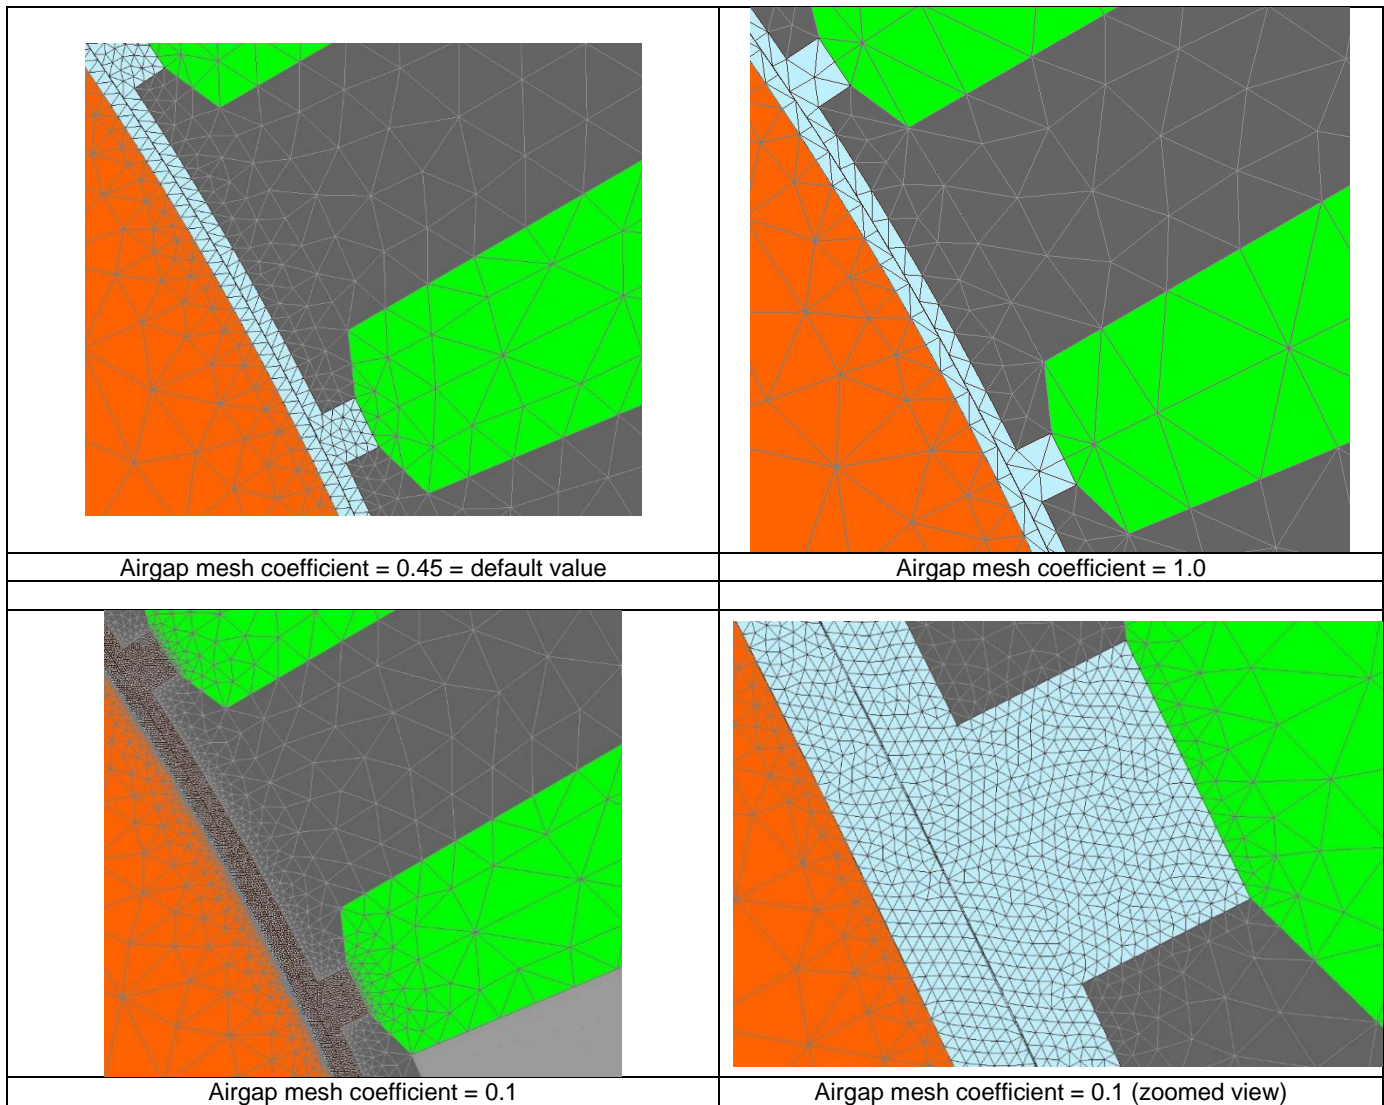 Airgap mesh coefficient = 0.45 = default value
Airgap mesh coefficient = 1.0
Airgap mesh coefficient = 0.1
Airgap mesh coefficient = 0.1 (zoomed view)